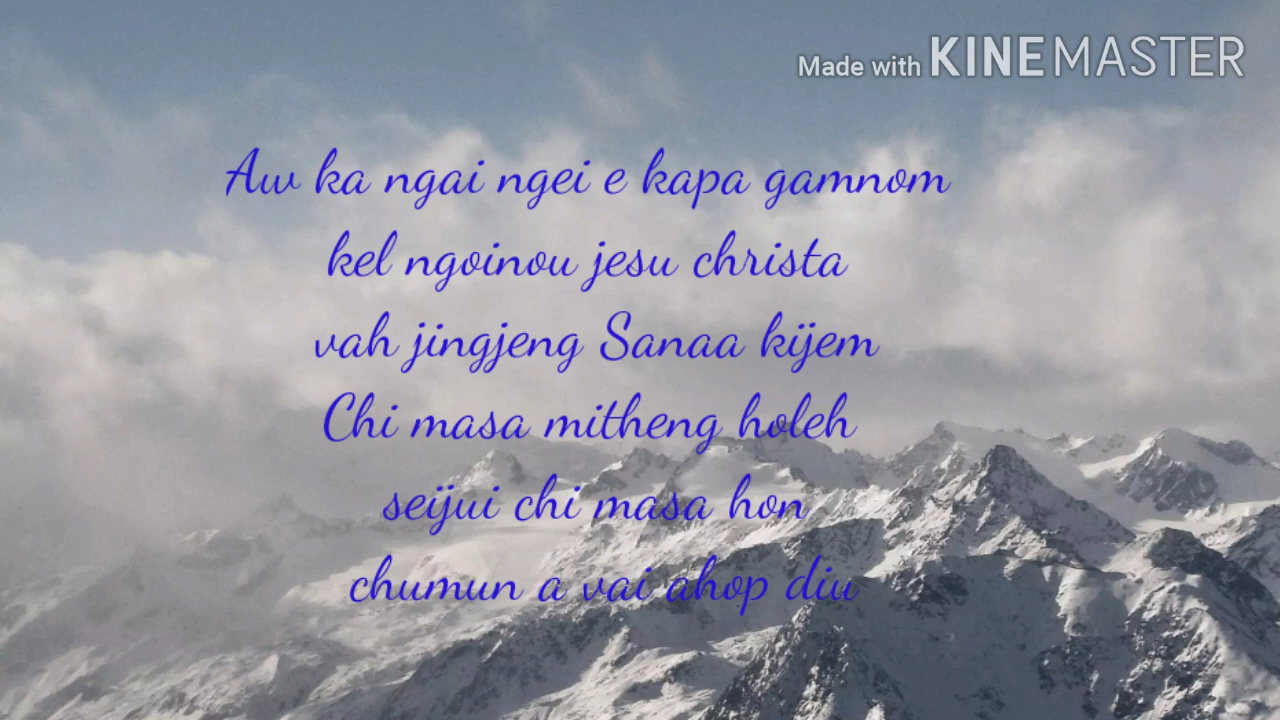 Made with KINEMASTER
Aw ka ngai ngei e kapa gamnom
kel ngoinou jesu christa
vah jingjeng Sanaa kijem
Chi masa mitheng holeh
seijui chi masa hon
chumun a vai ahop diu